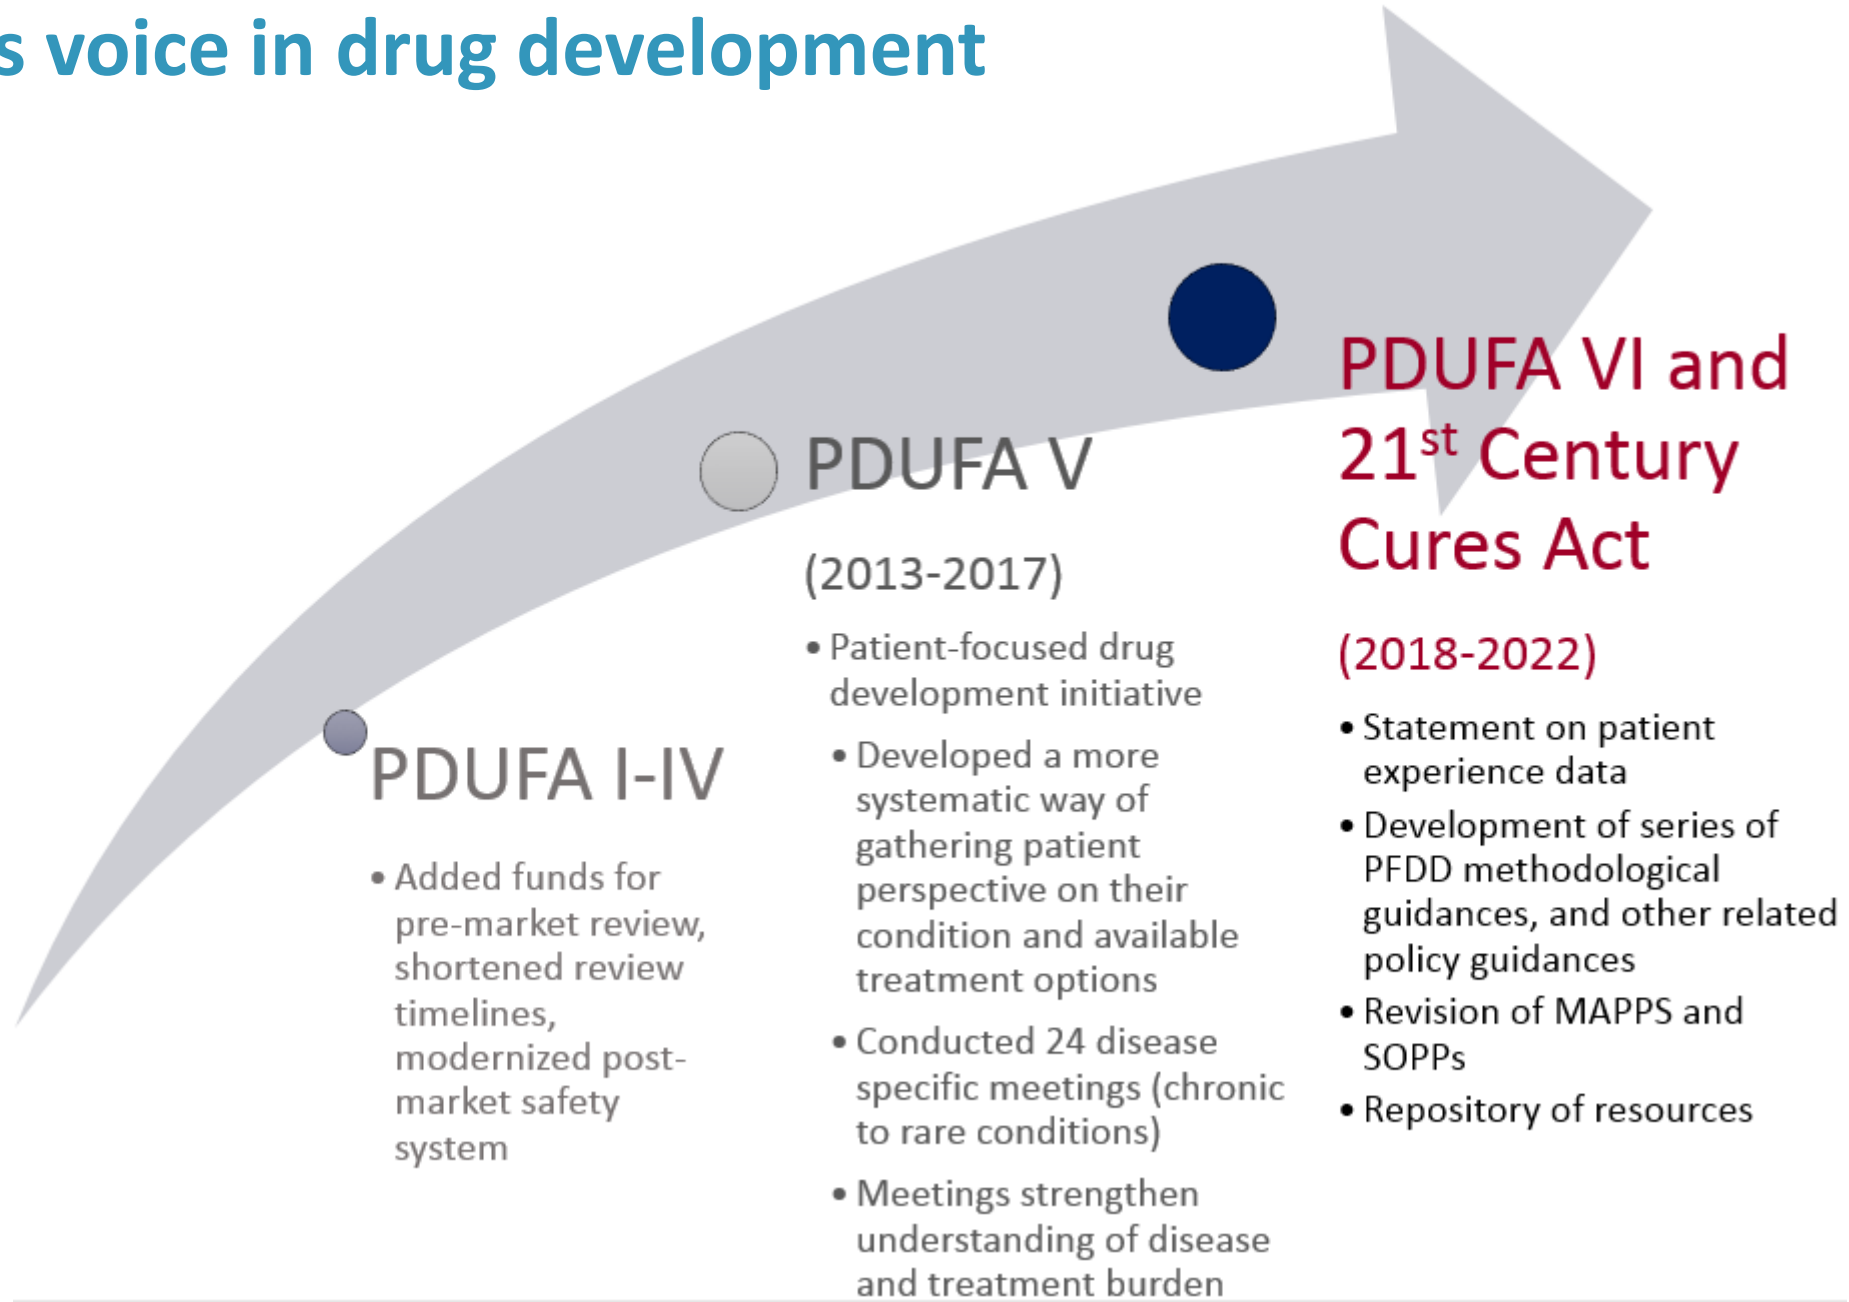 s voice in drug development
PDUFA I-IV
• Added funds for
pre-market review,
shortened review
timelines,
modernized post-
market safety
system
PDUFA V
(2013-2017)
• Patient-focused drug
development initiative
• Developed a more
systematic way of
gathering patient
perspective on their
condition and available
treatment options
• Conducted 24 disease
specific meetings (chronic
to rare conditions)
• Meetings strengthen
understanding of disease
and treatment burden
PDUFA VI and
21st Century
Cures Act
(2018-2022)
• Statement on patient
experience data
• Development of series of
PFDD methodological
guidances, and other related
policy guidances
• Revision of MAPPS and
SOPPs
• Repository of resources